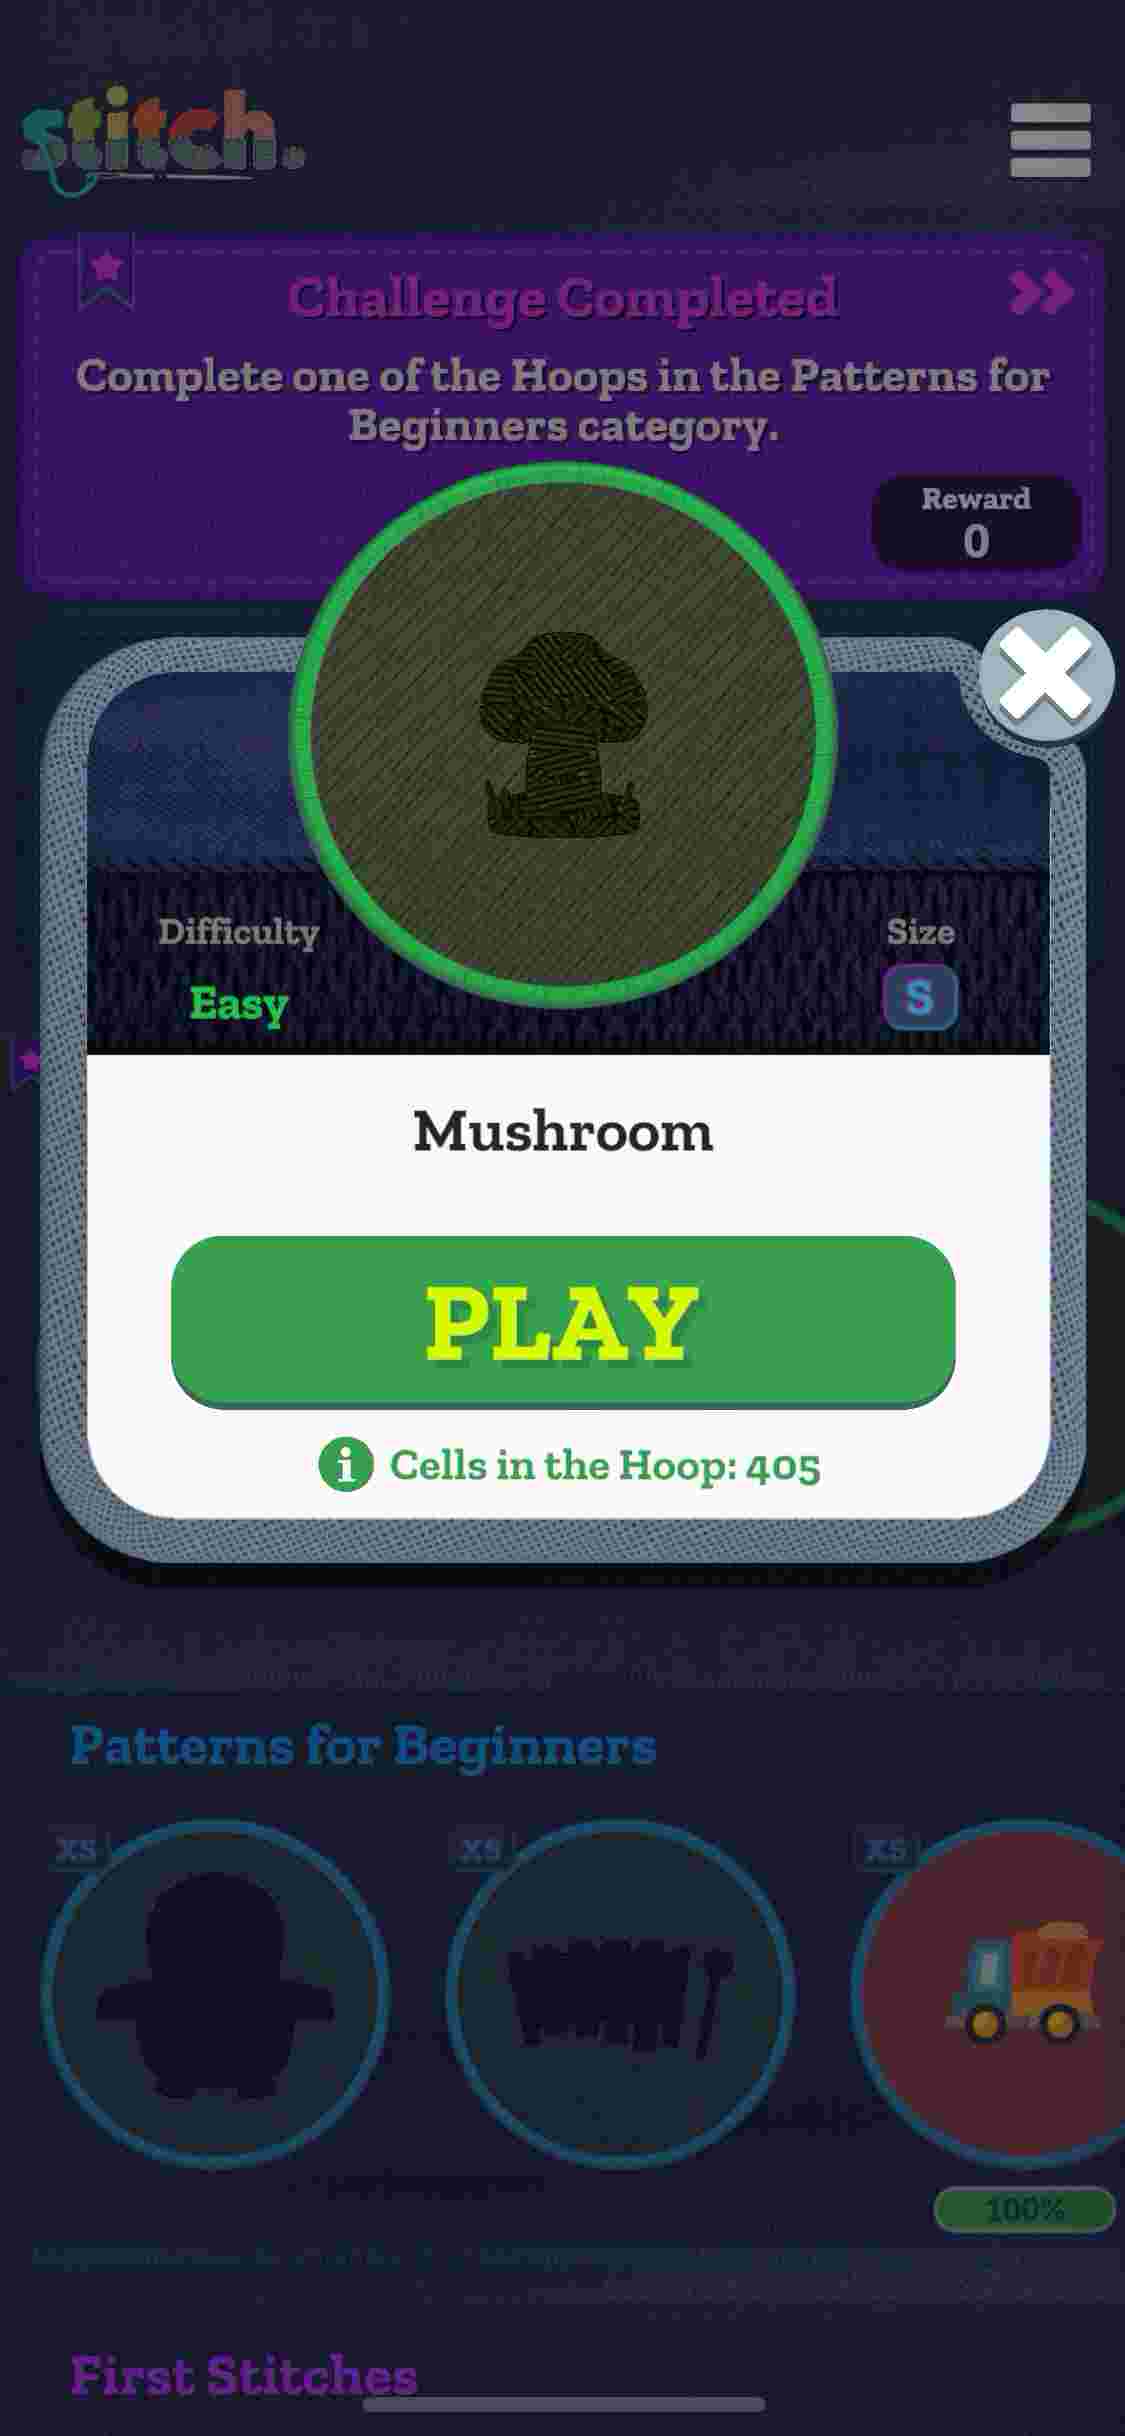 stitch.
Challenge Completed
Complete one of the Hoops in the Patterns for
Beginners category.
Reward
0
Difficulty
Easy
Size
S
Mushroom
PLAY
i Cells in the Hoop: 405
Patterns for Beginners
XS
XS
XS
100%
First Stitches